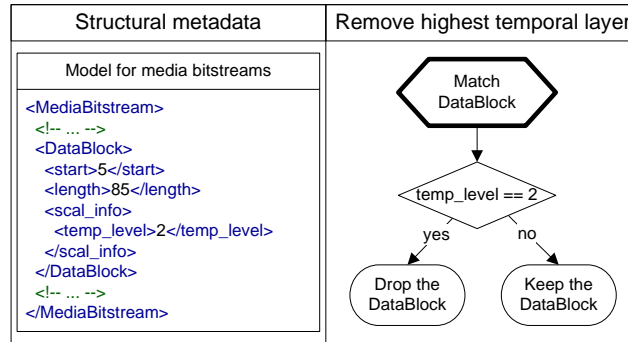 Structural metadata
Remove highest temporal layer
Model for media bitstreams
<MediaBitstream>
<!-- ... -->
<DataBlock>
<start>5</start>
<length>85</length>
<scal_info>
<temp_level>2</temp_level>
</scal_info>
</DataBlock>
<!-- ... -->
</MediaBitstream>
Match
DataBlock
temp_level == 2
yes
no
Drop the
DataBlock
Keep the
DataBlock